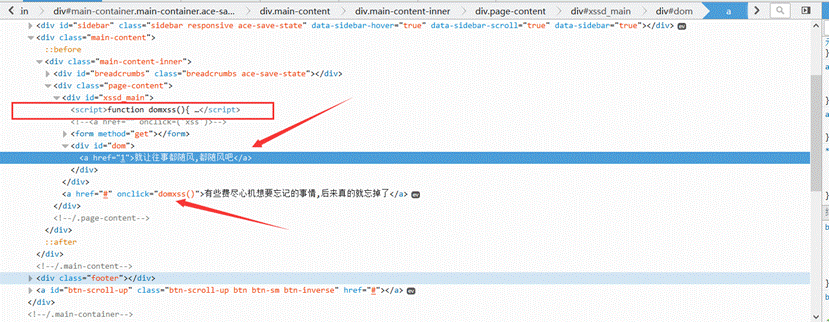 in
div#main-container.main-container.ace-sa...
div.main-content
div.main-content-inner
div.page-content
div#xssd_main
div#dom
a
<div id="sidebar" class="sidebar responsive ace-save-state" data-sidebar="true" data-sidebar-scroll="true" data-sidebar-hover="true"></div> ev
<div class="main-content">
::before
<div class="main-content-inner">
<div id="breadcrumbs" class="breadcrumbs ace-save-state"></div>
<div class="page-content">
<div id="xssd_main">
<script>function domxss(){ …</script>
<!--<a href="" onclick=('xss')>-->
<form method="get"></form>
<div id="dom">
<a href="1">就让往事都随风,都随风吧</a>
</div>
</div>
<a href="#" onclick="domxss()">有些费尽心机想要忘记的事情,后来真的就忘掉了</a> ev
</div>
<!--/.page-content-->
</div>
::after
</div>
<!--/.main-content-->
<div class="footer"></div>
<a id="btn-scroll-up" class="btn-scroll-up btn btn-sm btn-inverse" href="#"></a> ev
</div>
<!--/.main-container-->